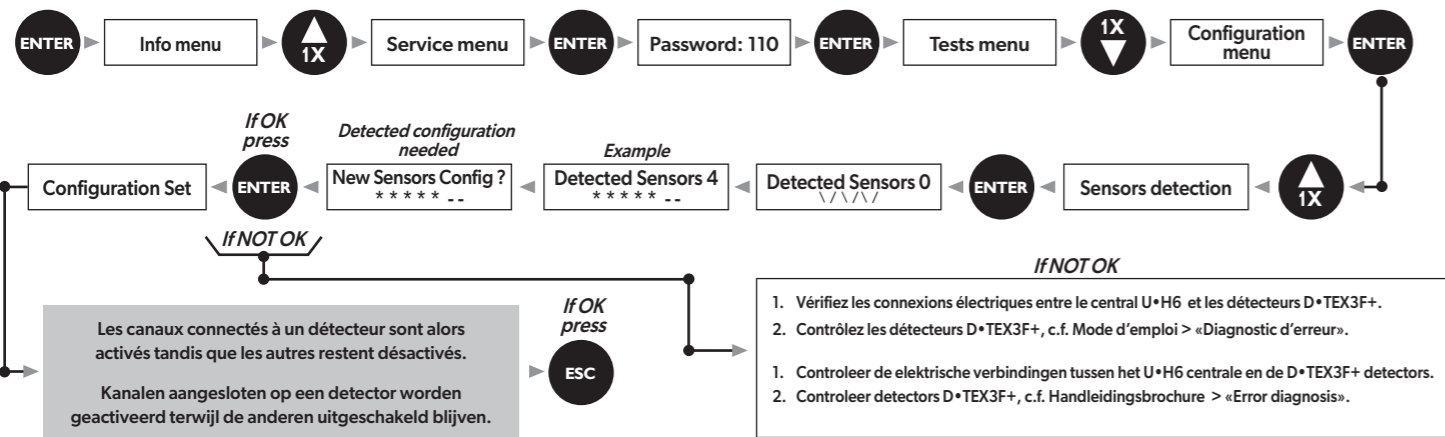 ENTER
Info menu
1X
Service menu
ENTER
Password: 110
ENTER
Tests menu
1X
Configuration
menu
ENTER
1X
Sensors detection
ENTER
Detected Sensors 0
\/\/\/
Example
Detected Sensors 4
* * * * * - -
Detected configuration
needed
New Sensors Config ?
* * * * * - -
If OK
press
ENTER
Configuration Set
If NOT OK
Les canaux connectés à un détecteur sont alors
activés tandis que les autres restent désactivés.
Kanalen aangesloten op een detector worden
geactiveerd terwijl de anderen uitgeschakeld blijven.
If OK
press
ESC
If NOT OK
1. Vérifiez les connexions électriques entre le central U•H6 et les détecteurs D•TEX3F+.
2. Contrôlez les détecteurs D•TEX3F+, c.f. Mode d'emploi > «Diagnostic d'erreur».
1. Controleer de elektrische verbindingen tussen het U•H6 centrale en de D•TEX3F+ detectors.
2. Controleer detectors D•TEX3F+, c.f. Handleidingsbrochure > «Error diagnosis».